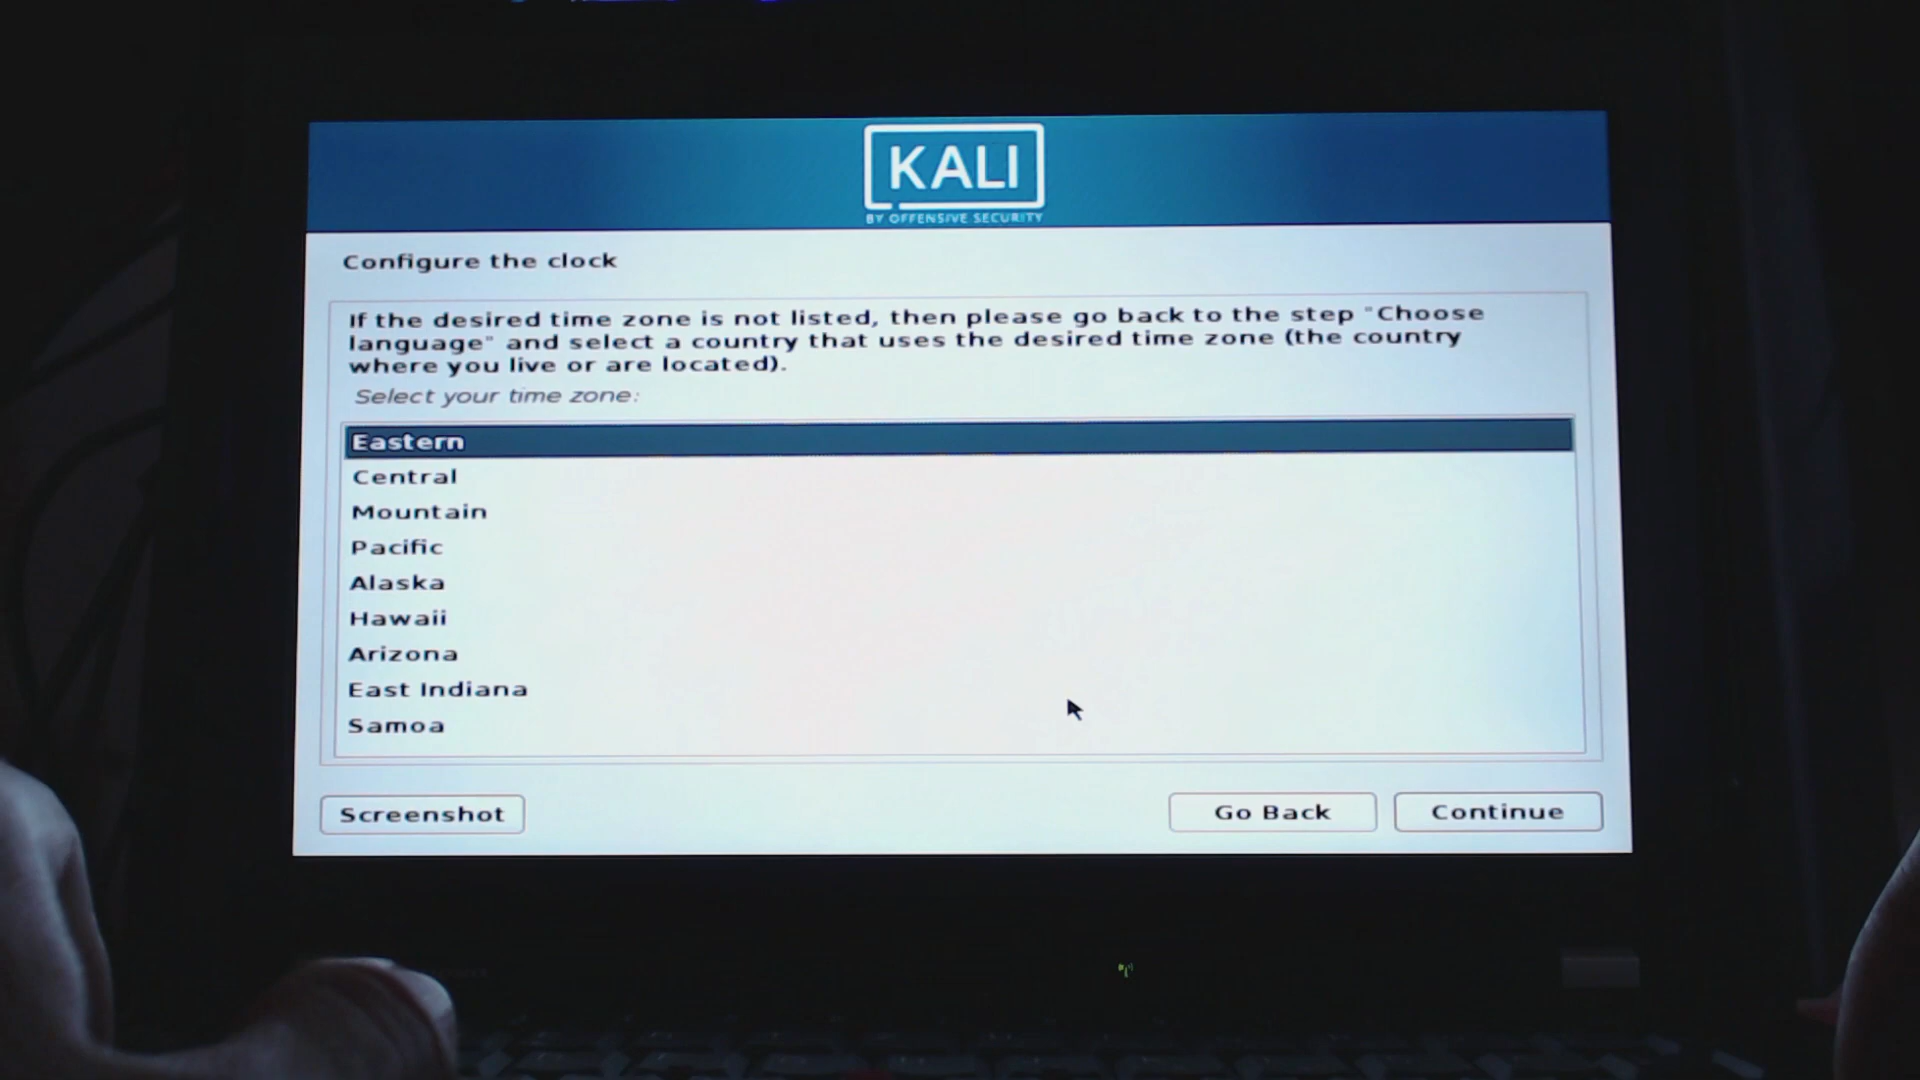 KALI
BY OFFENSIVE SECURITY
Configure the clock
If the desired time zone is not listed, then please go back to the step "Choose
language" and select a country that uses the desired time zone (the country
where you live or are located).
Select your time zone:
Eastern
Central
Mountain
Pacific
Alaska
Hawaii
Arizona
East Indiana
Samoa
Screenshot
Go Back
Continue